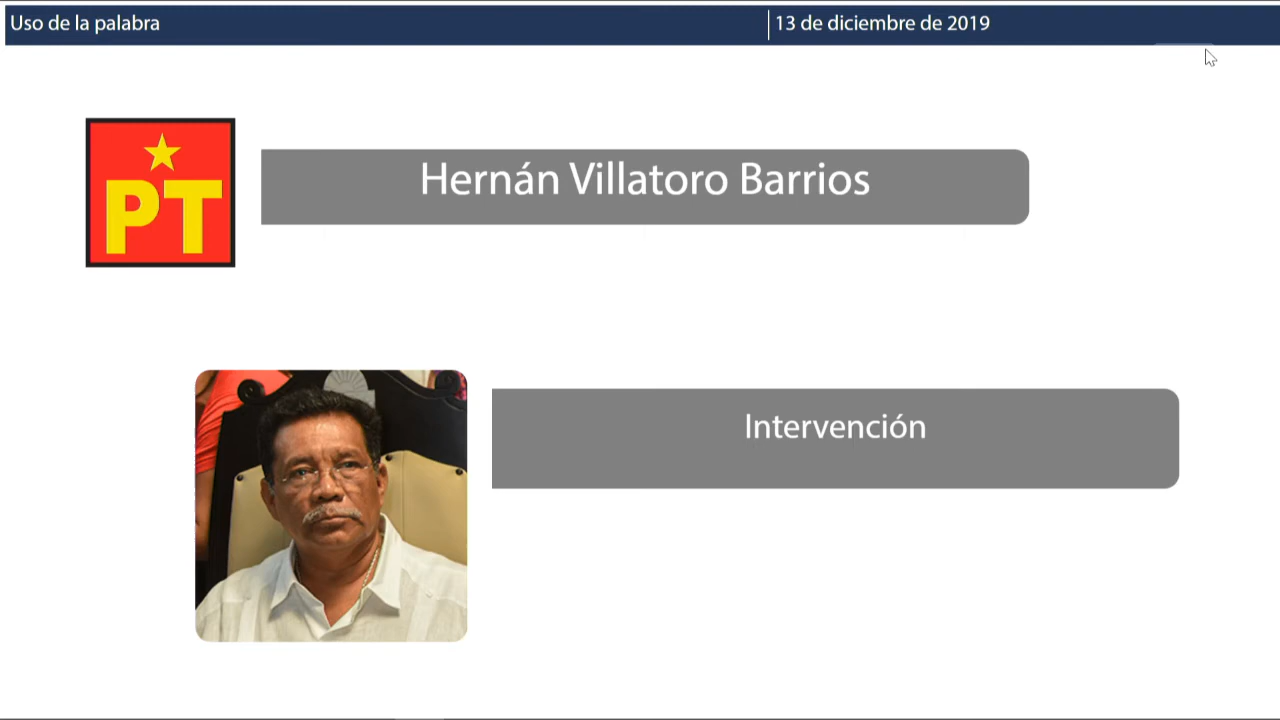 Uso de la palabra
13 de diciembre de 2019
PT
Hernán Villatoro Barrios
Intervención